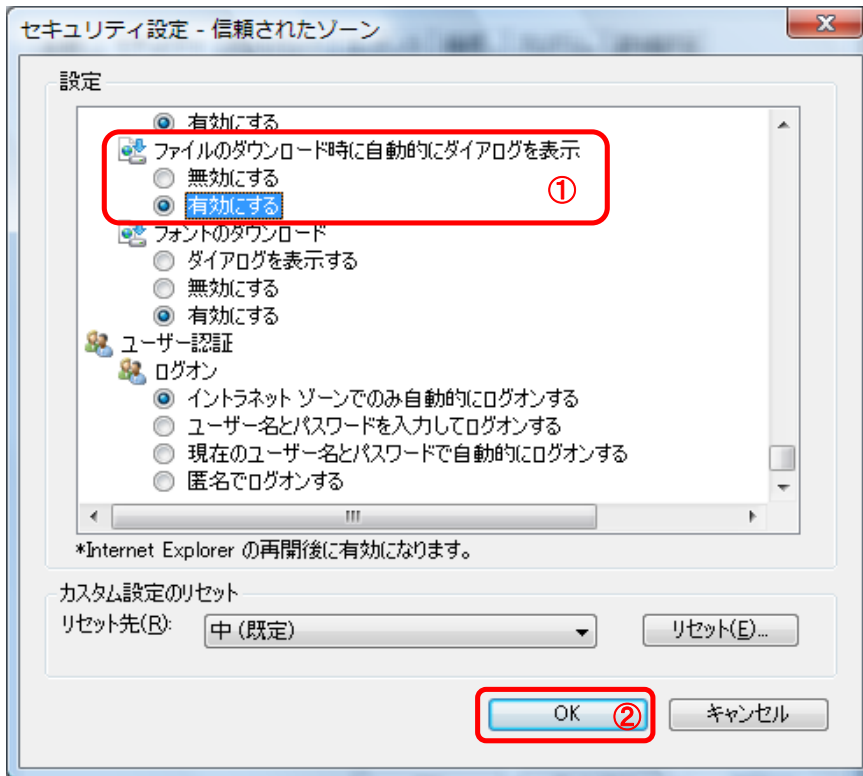 セキュリティ設定 - 信頼されたゾーン
X
設定
有効にする
ファイルのダウンロード時に自動的にダイアログを表示
無効にする
①
有効にする
フォントのダウンロード
ダイアログを表示する
無効にする
有効にする
ユーザー認証
ログオン
イントラネット ゾーンでのみ自動的にログオンする
ユーザー名とパスワードを入力してログオンする
現在のユーザー名とパスワードで自動的にログオンする
匿名でログオンする
*Internet Explorer の再開後に有効になります。
カスタム設定のリセット
リセット先(R): 中 (既定) リセット(E)...
OK ② キャンセル